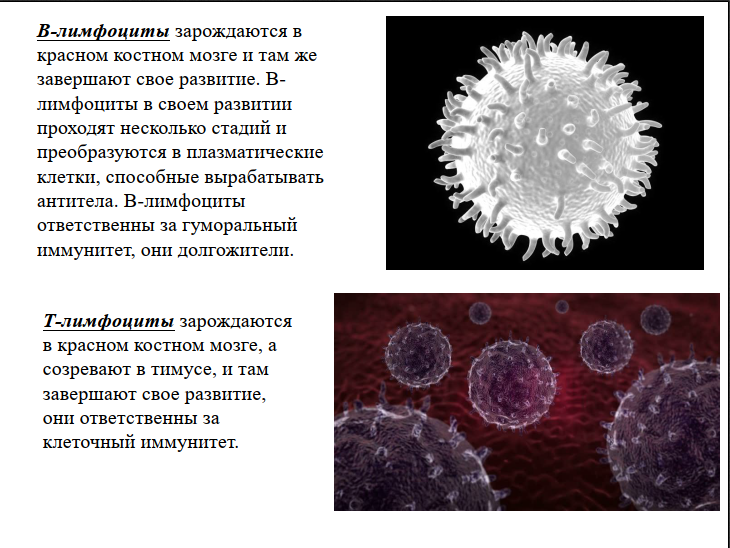 В-лимфоциты зарождаются в
красном костном мозге и там же
завершают свое развитие. В-
лимфоциты в своем развитии
проходят несколько стадий и
преобразуются в плазматические
клетки, способные вырабатывать
антитела. В-лимфоциты
ответственны за гуморальный
иммунитет, они долгожители.
Т-лимфоциты зарождаются
в красном костном мозге, а
созревают в тимусе, и там
завершают свое развитие,
они ответственны за
клеточный иммунитет.